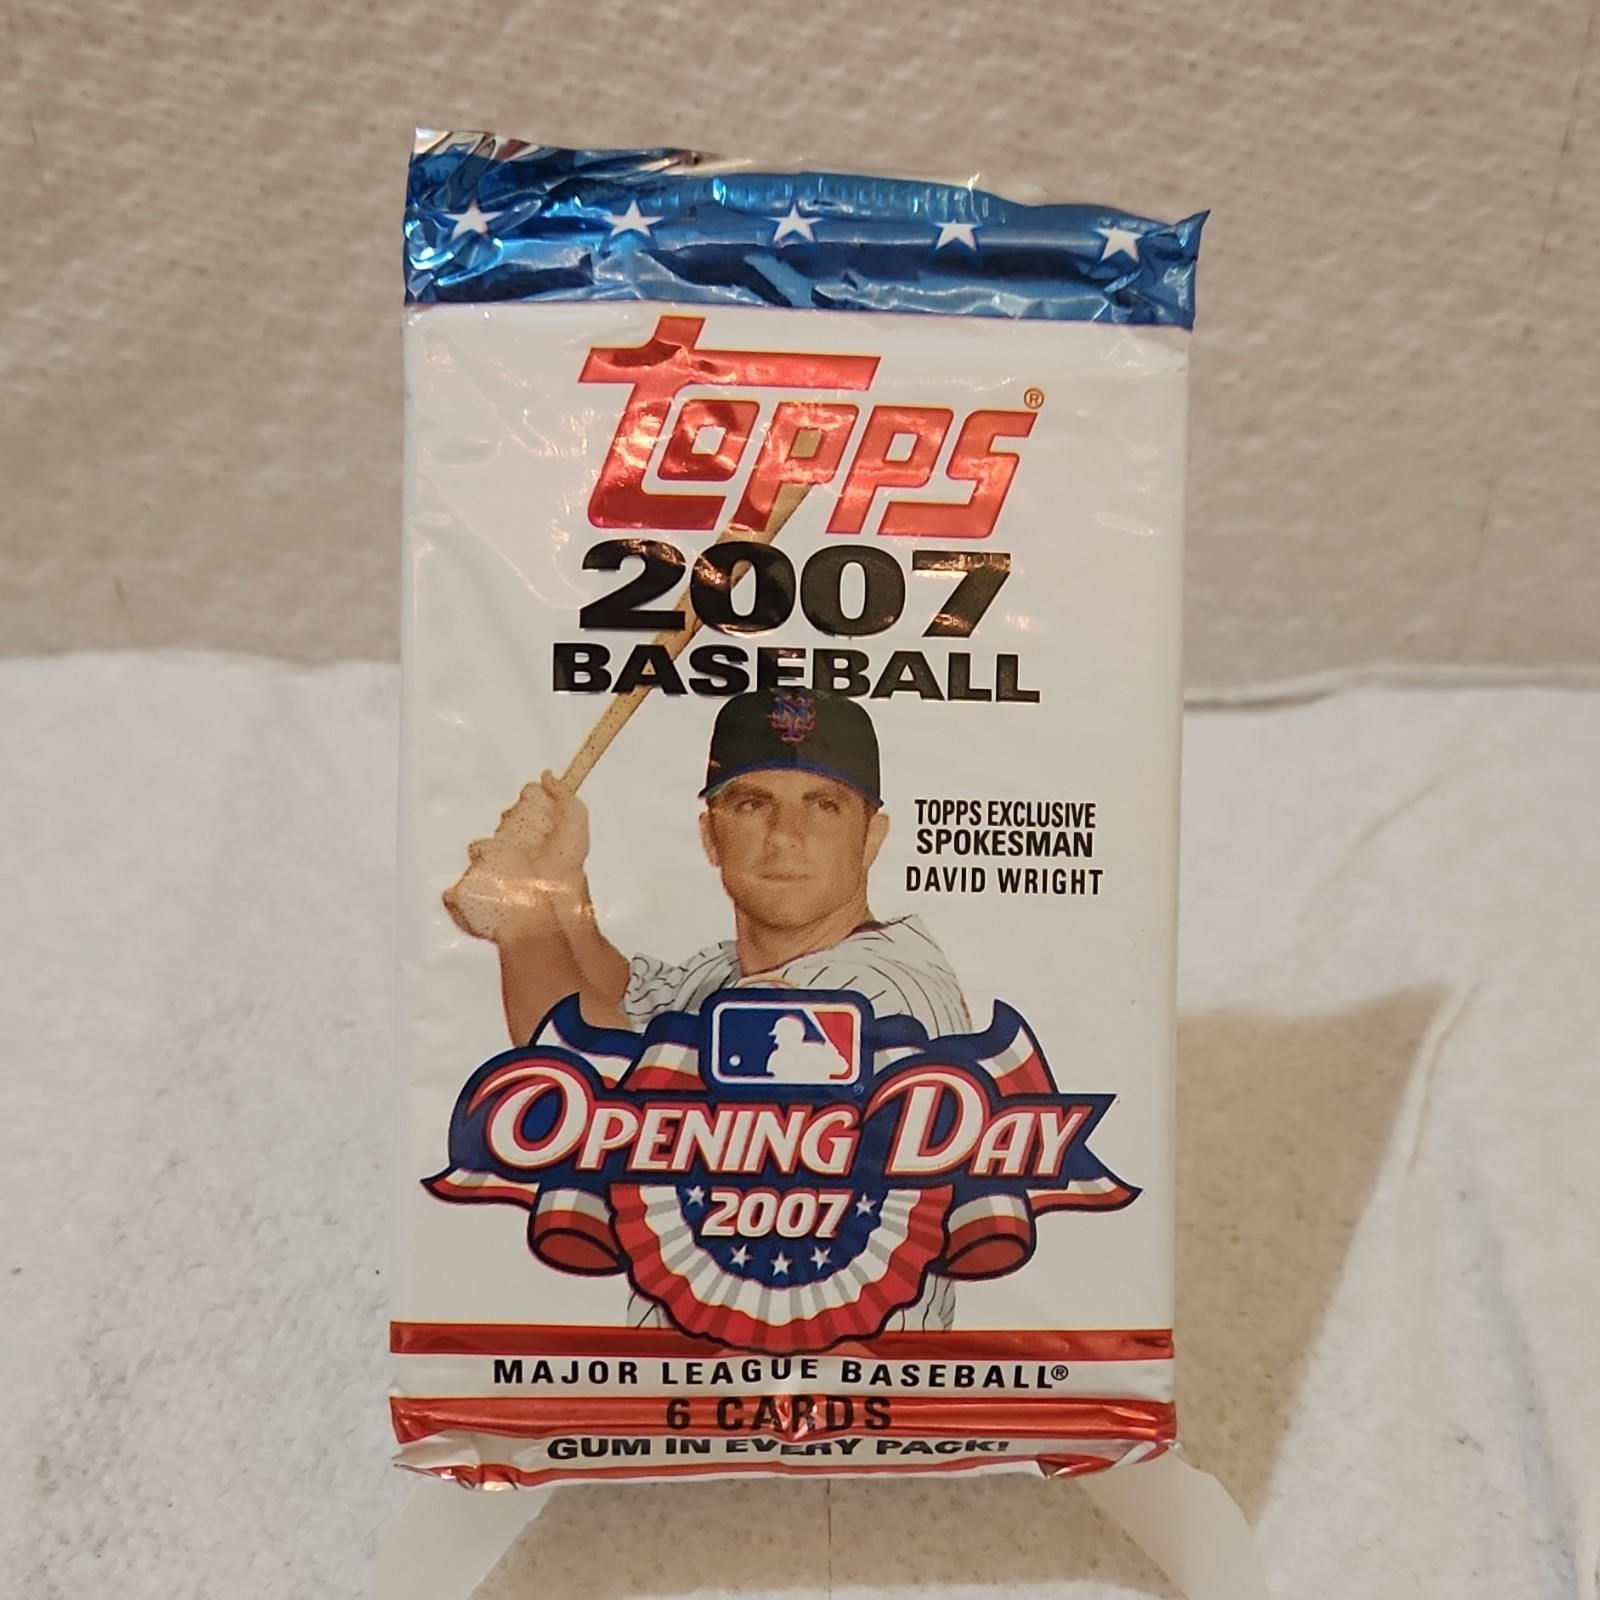 Topps®
2007
BASEBALL
NY
TOPPS EXCLUSIVE
SPOKESMAN
DAVID WRIGHT
OPENING DAY
2007
MAJOR LEAGUE BASEBALL®
6 CARDS
GUM IN EVERY PACK!